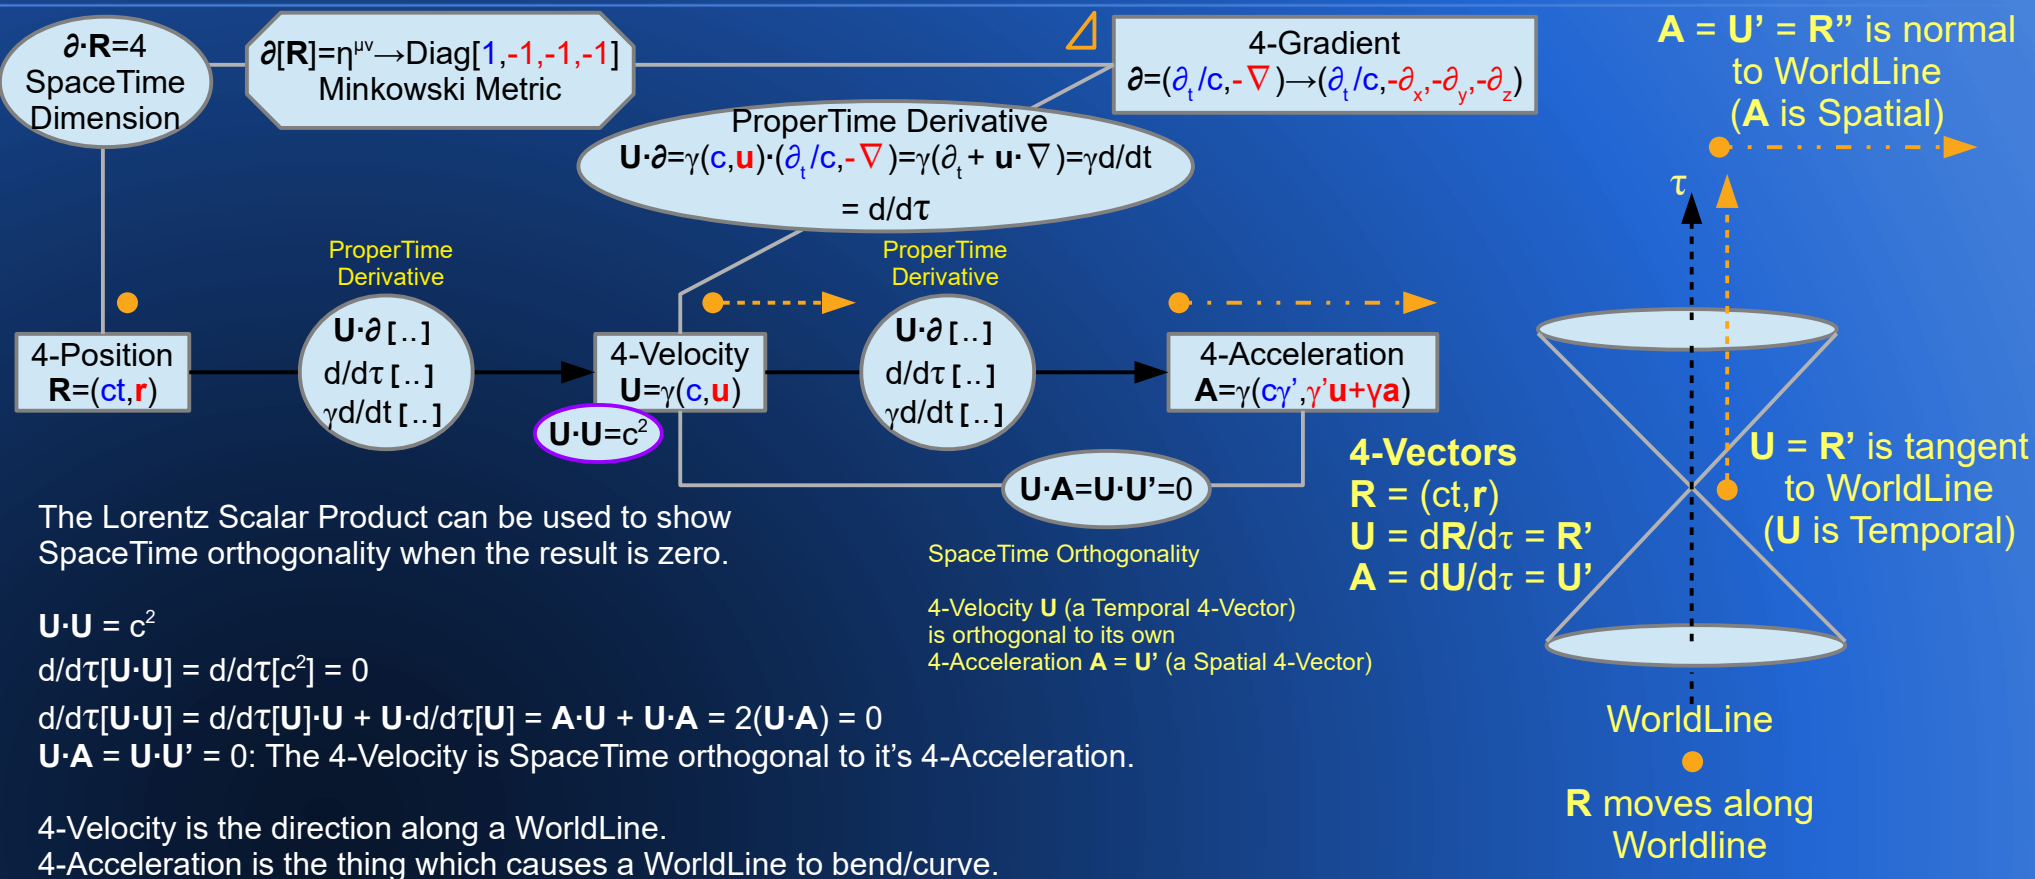 ∂·R=4
SpaceTime
Dimension
∂[R]=η^μν→Diag[1,-1,-1,-1]
Minkowski Metric
4-Gradient
∂=(∂_t/c,-∇)→(∂_t/c,-∂_x,-∂_y,-∂_z)
A = U’ = R” is normal
to WorldLine
(A is Spatial)
ProperTime Derivative
U·∂=γ(c,u)·(∂_t/c,-∇)=γ(∂_t+ u·∇)=γd/dt
= d/dτ
τ
ProperTime
Derivative
ProperTime
Derivative
4-Position
R=(ct,r)
U·∂ [..]
d/dτ [..]
γd/dt [..]
4-Velocity
U=γ(c,u)
U·U=c²
U·∂ [..]
d/dτ [..]
γd/dt [..]
4-Acceleration
A=γ(cγ’,γ’u+γa)
U·A=U·U’=0
4-Vectors
R = (ct,r)
U = dR/dτ = R’
A = dU/dτ = U’
U = R’ is tangent
to WorldLine
(U is Temporal)
The Lorentz Scalar Product can be used to show
SpaceTime orthogonality when the result is zero.
SpaceTime Orthogonality
4-Velocity U (a Temporal 4-Vector)
is orthogonal to its own
4-Acceleration A = U’ (a Spatial 4-Vector)
U·U = c²
d/dτ[U·U] = d/dτ[c²] = 0
d/dτ[U·U] = d/dτ[U]·U + U·d/dτ[U] = A·U + U·A = 2(U·A) = 0
U·A = U·U’ = 0: The 4-Velocity is SpaceTime orthogonal to it’s 4-Acceleration.
4-Velocity is the direction along a WorldLine.
4-Acceleration is the thing which causes a WorldLine to bend/curve.
WorldLine
R moves along
Worldline